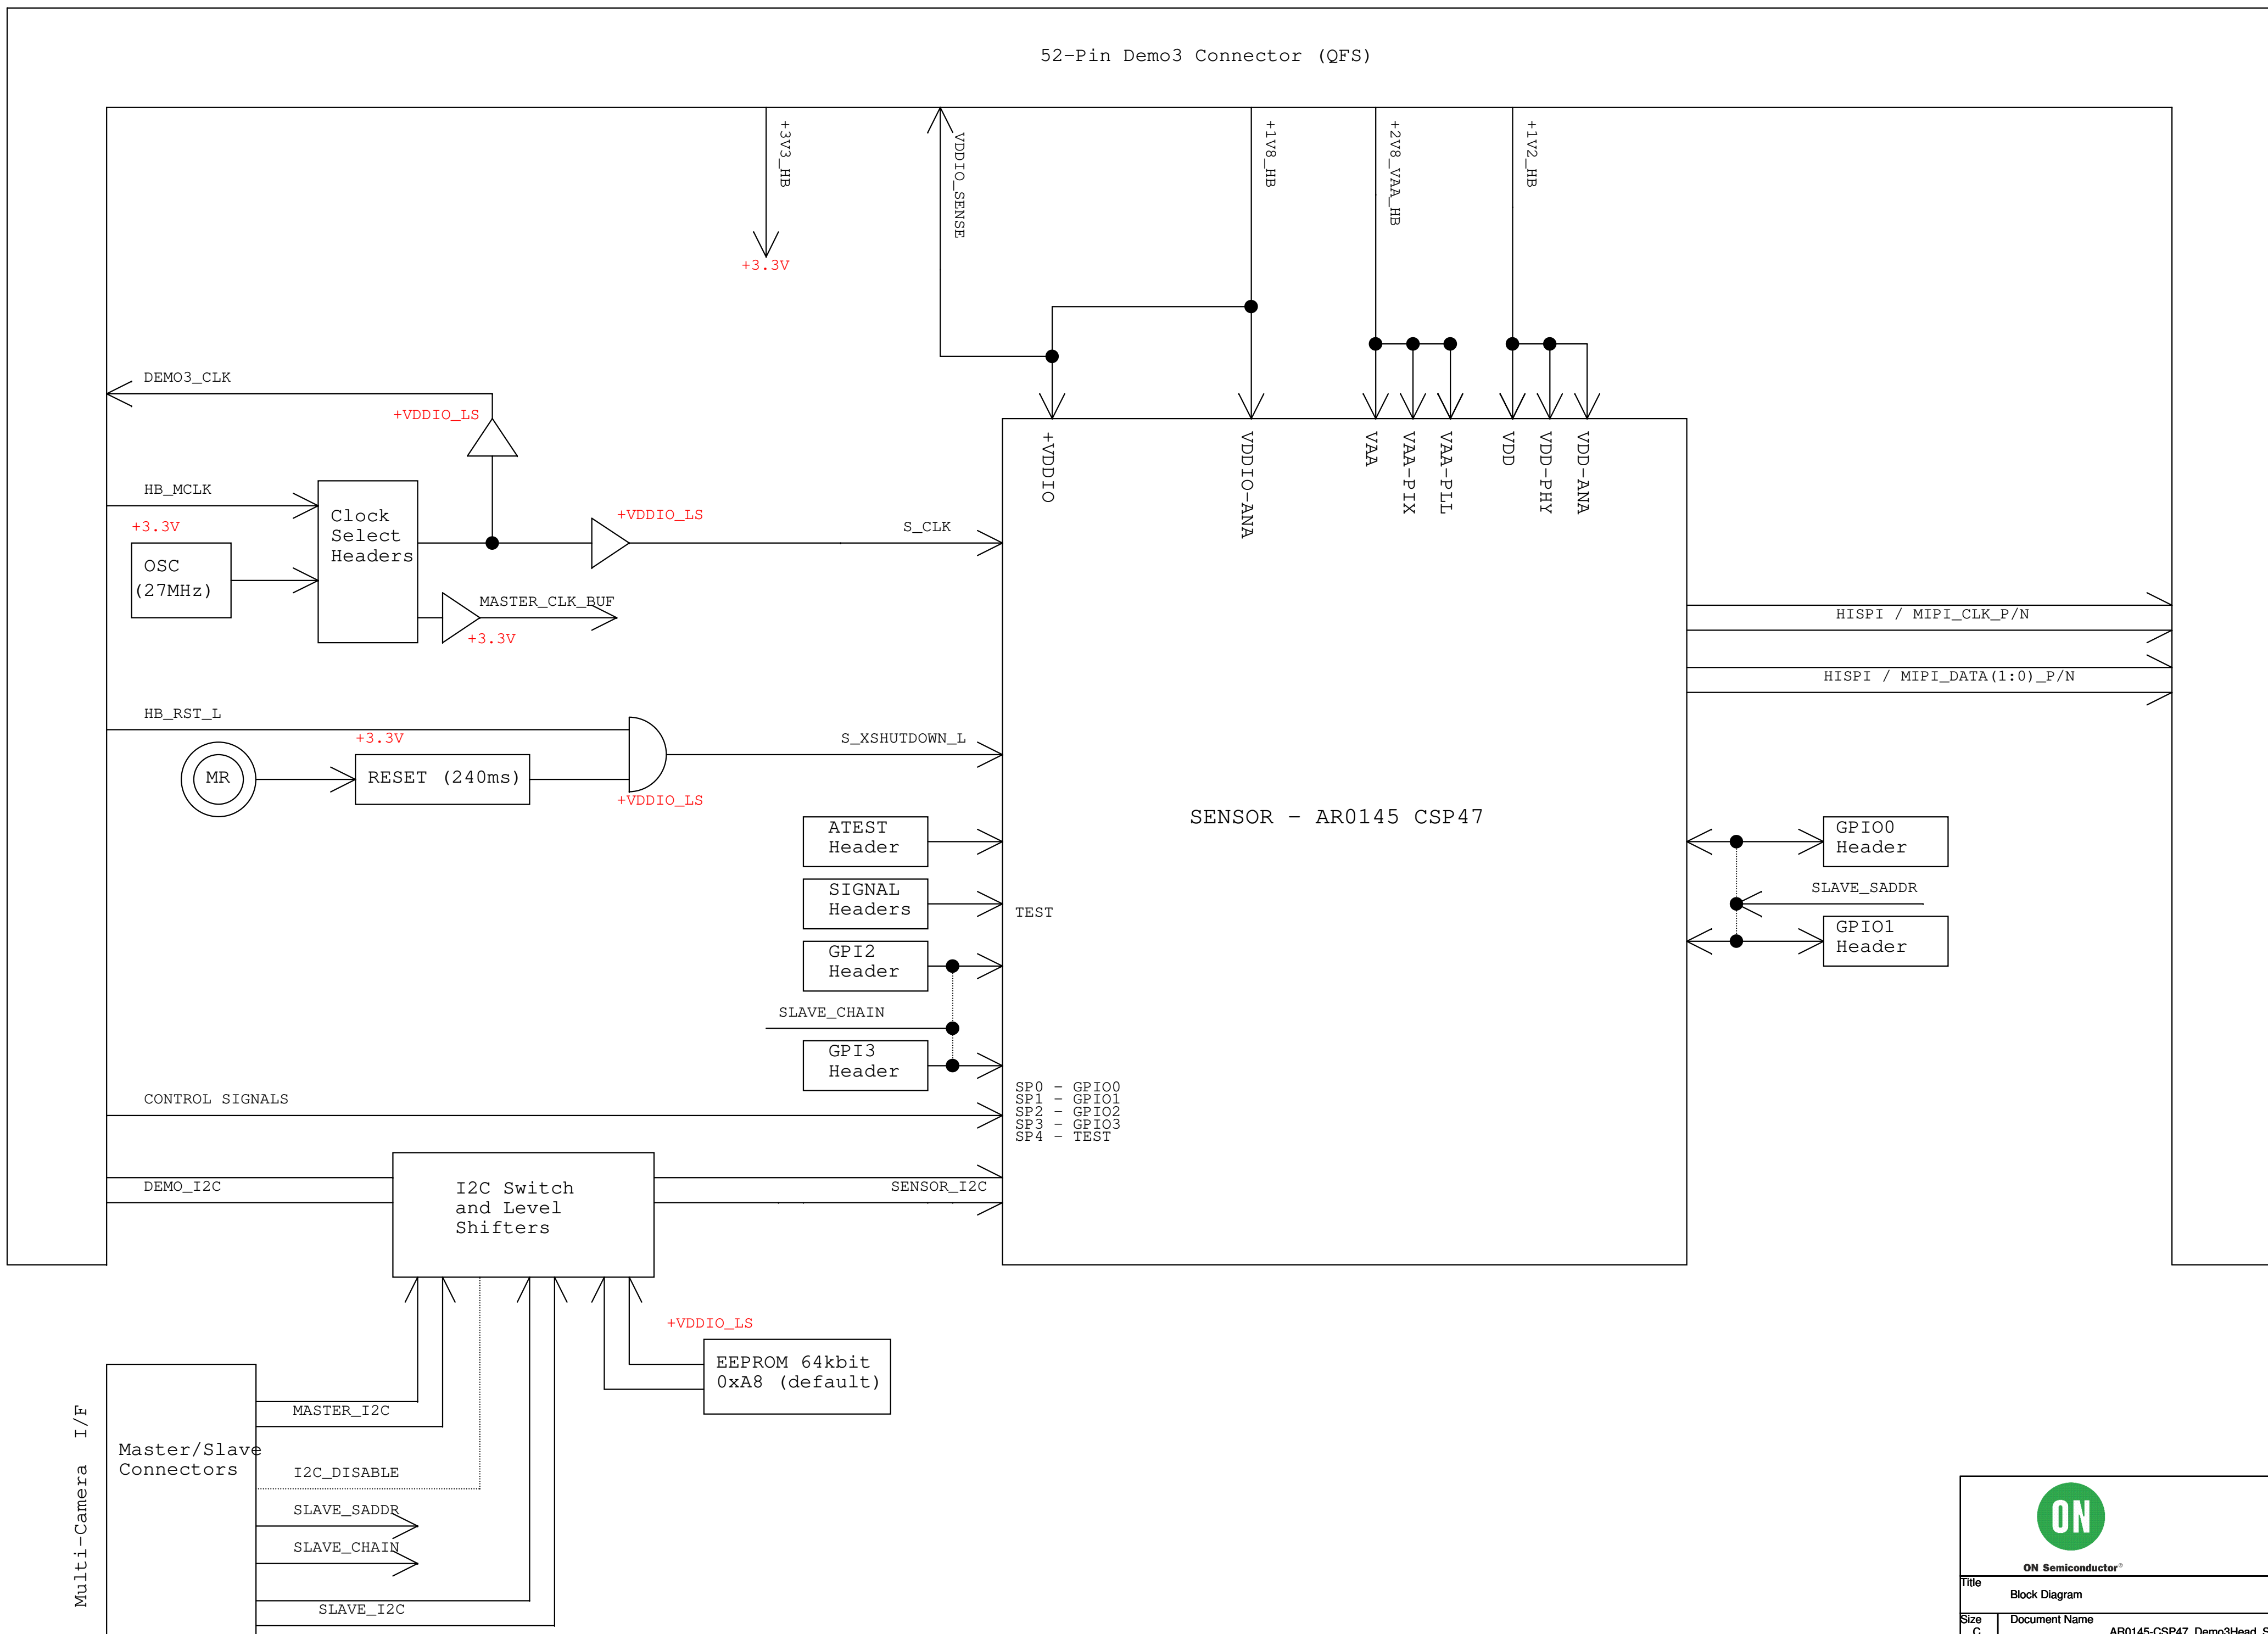 52-Pin Demo3 Connector (QFS)
+3V3_HB
VDDIO_SENSE
+1V8_HB
+2V8_VAA_HB
+1V2_HB
+3.3V
DEMO3_CLK
+VDDIO_LS
HB_MCLK
+3.3V
OSC
(27MHz)
Clock
Select
Headers
+VDDIO_LS
S_CLK
MASTER_CLK_BUF
+3.3V
+VDDIO
VDDIO-ANA
VAA
VAA-PIX
VAA-PLL
VDD
VDD-PHY
VDD-ANA
HISPI / MIPI_CLK_P/N
HISPI / MIPI_DATA(1:0)_P/N
HB_RST_L
+3.3V
MR
RESET (240ms)
S_XSHUTDOWN_L
+VDDIO_LS
SENSOR - AR0145 CSP47
ATEST
Header
SIGNAL
Headers
TEST
GPI2
Header
SLAVE_CHAIN
GPI3
Header
GPIO0
Header
SLAVE_SADDR
GPIO1
Header
SP0 - GPIO0
SP1 - GPIO1
SP2 - GPIO2
SP3 - GPIO3
SP4 - TEST
CONTROL SIGNALS
DEMO_I2C
I2C Switch
and Level
Shifters
SENSOR_I2C
+VDDIO_LS
EEPROM 64kbit
0xA8 (default)
Multi-Camera I/F
Master/Slave
Connectors
MASTER_I2C
I2C_DISABLE
SLAVE_SADDR
SLAVE_CHAIN
SLAVE_I2C
ON
ON Semiconductor®
Title
Block Diagram
Size
C
Document Name
AR0145-CSP47_Demo3Head_S